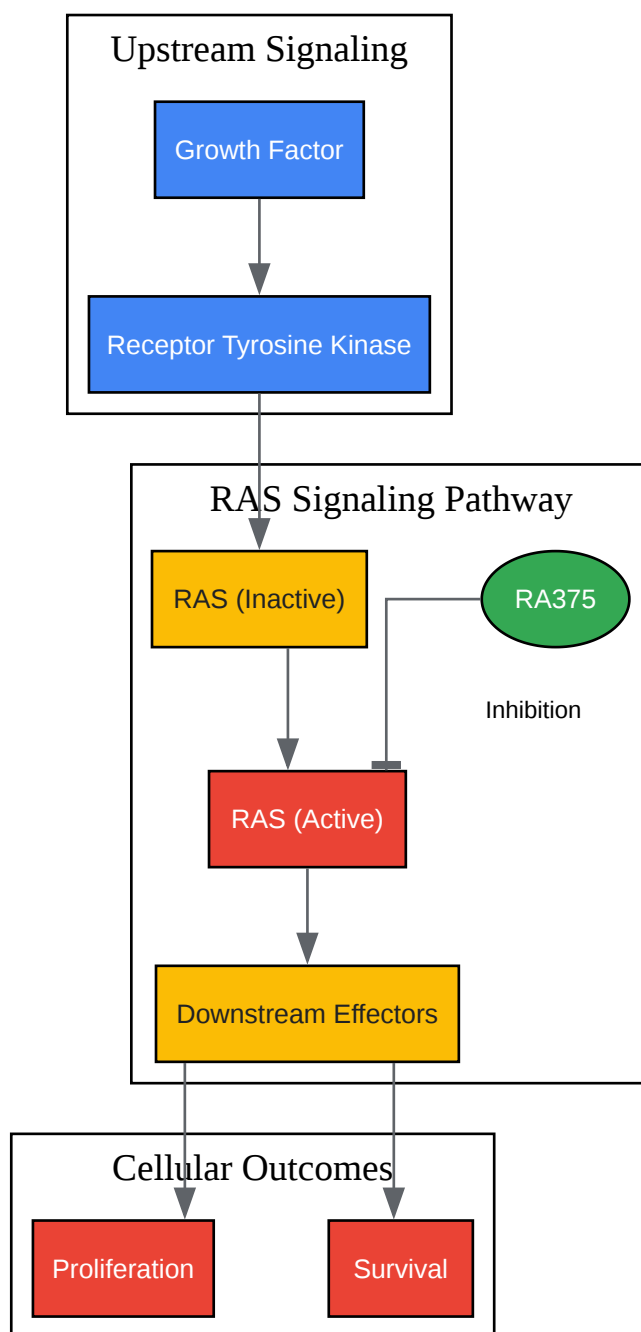 Upstream Signaling
Growth Factor
Receptor Tyrosine Kinase
RAS Signaling Pathway
RAS (Inactive)
RA375
Inhibition
RAS (Active)
Downstream Effectors
Cellular Outcomes
Proliferation
Survival